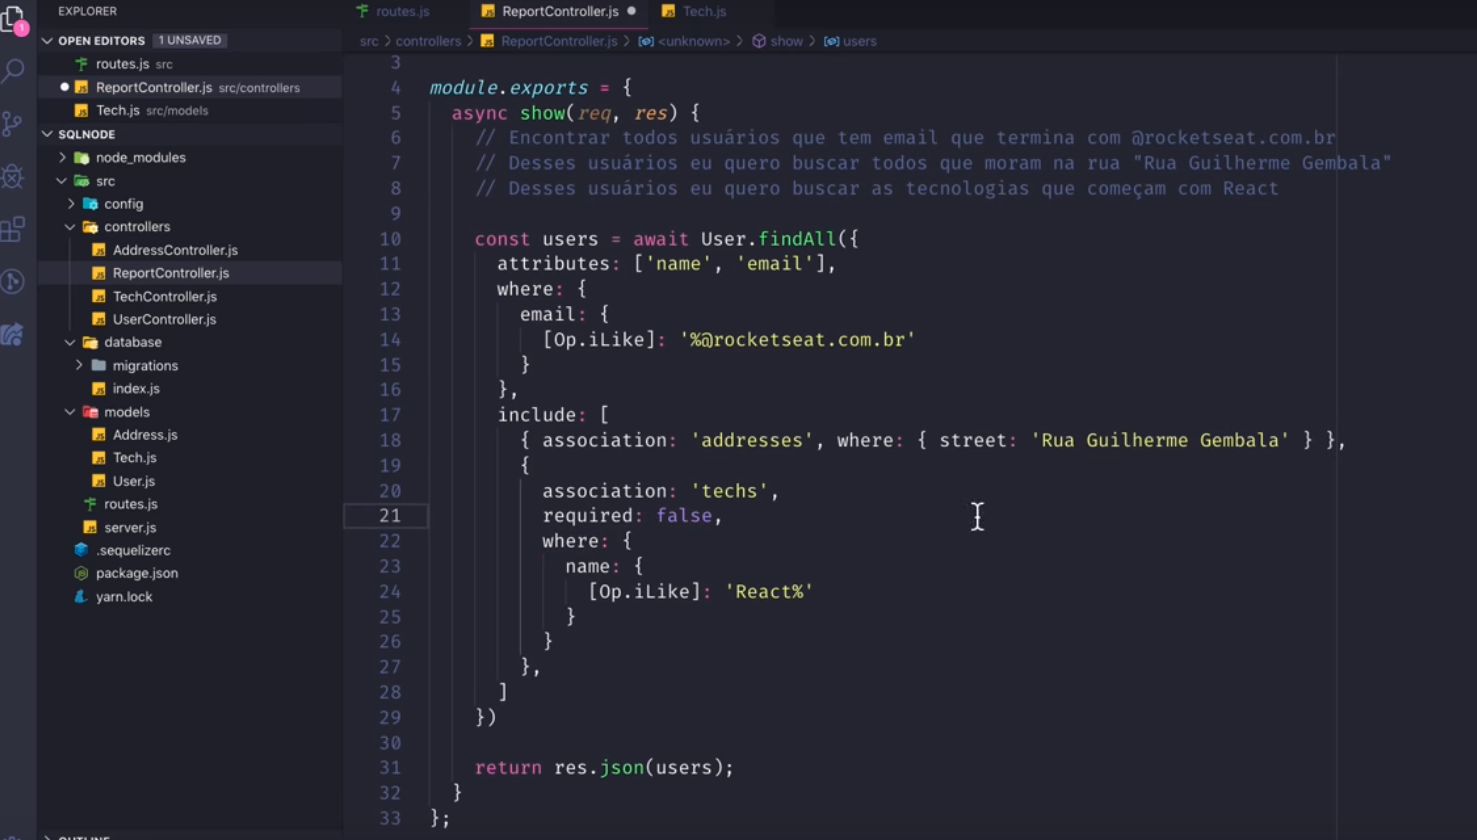 EXPLORER
OPEN EDITORS 1 UNSAVED
routes.js src
ReportController.js src/controllers
Tech.js src/models
SQLNODE
node_modules
src
config
controllers
AddressController.js
ReportController.js
TechController.js
UserController.js
database
migrations
index.js
models
Address.js
Tech.js
User.js
routes.js
server.js
.sequelizerc
package.json
yarn.lock
OUTLINE
1
routes.js ReportController.js Tech.js
src > controllers > ReportController.js > <unknown> > show > users
3
4 module.exports = {
5 async show(req, res) {
6 // Encontrar todos usuários que tem email que termina com @rocketseat.com.br
7 // Desses usuários eu quero buscar todos que moram na rua "Rua Guilherme Gembala"
8 // Desses usuários eu quero buscar as tecnologias que começam com React
9
10 const users = await User.findAll({
11 attributes: ['name', 'email'],
12 where: {
13 email: {
14 [Op.iLike]: '%@rocketseat.com.br'
15 }
16 },
17 include: [
18 { association: 'addresses', where: { street: 'Rua Guilherme Gembala' } },
19 {
20 association: 'techs',
21 required: false,
22 where: {
23 name: {
24 [Op.iLike]: 'React%'
25 }
26 }
27 },
28 ]
29 })
30
31 return res.json(users);
32 }
33 };